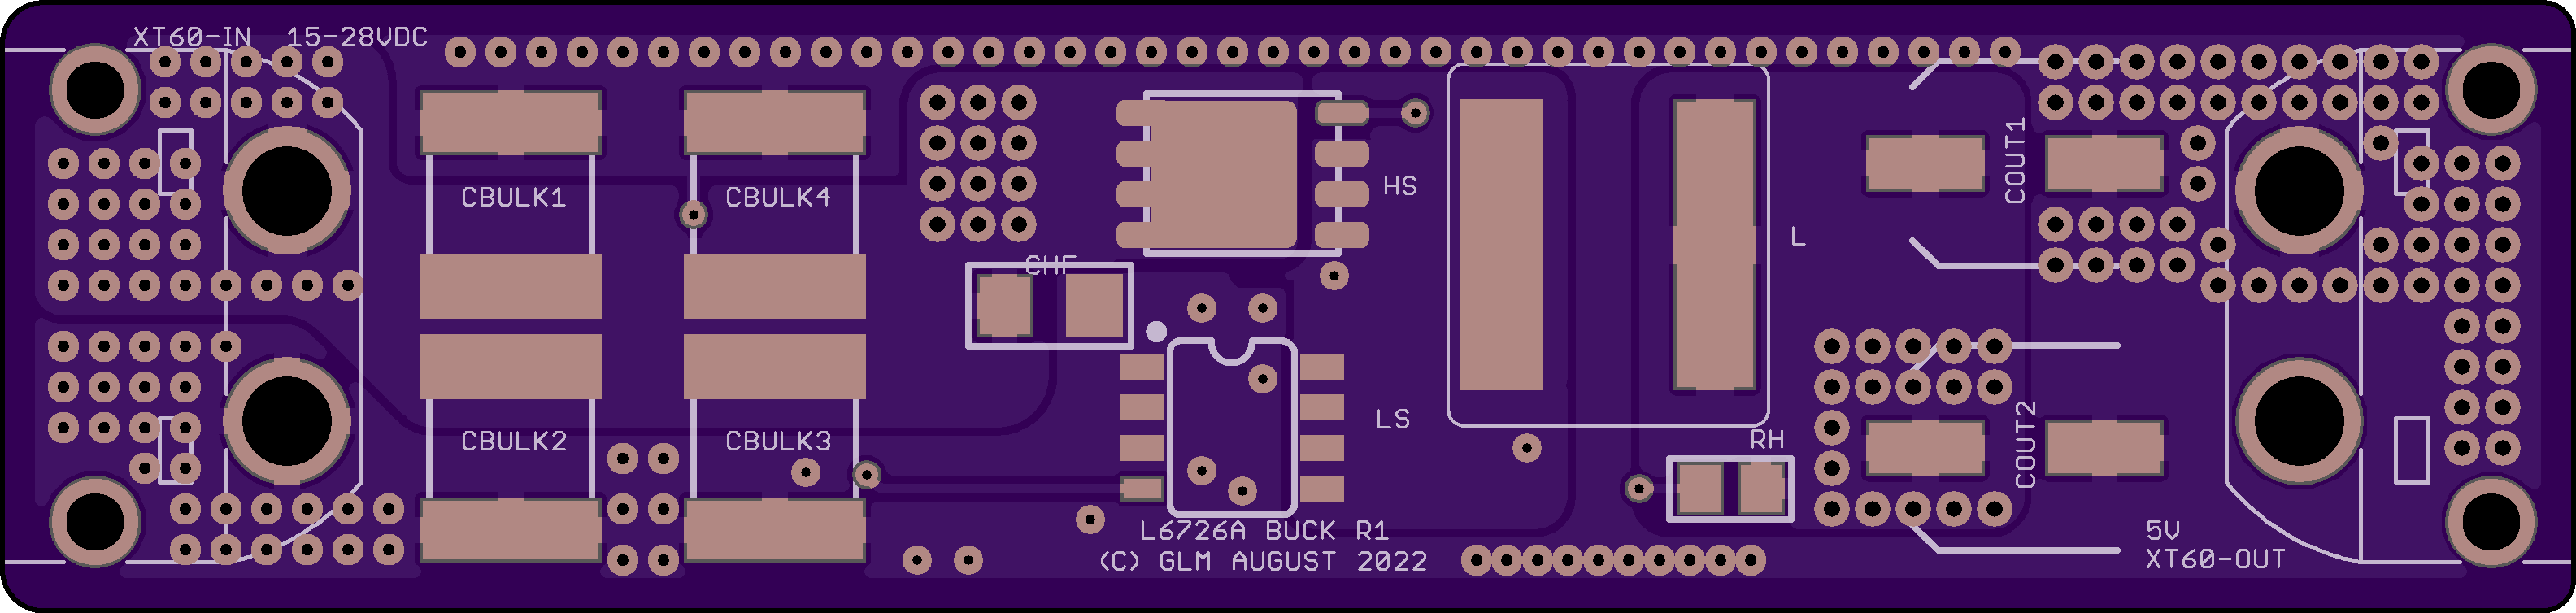 XT60-IN 15-28VDC
CBULK1
CBULK4
HS
COUT1
L
CHF
LS
CBULK2
CBULK3
RH
COUT2
L6726A BUCK R1
(C) GLM AUGUST 2022
5V
XT60-OUT